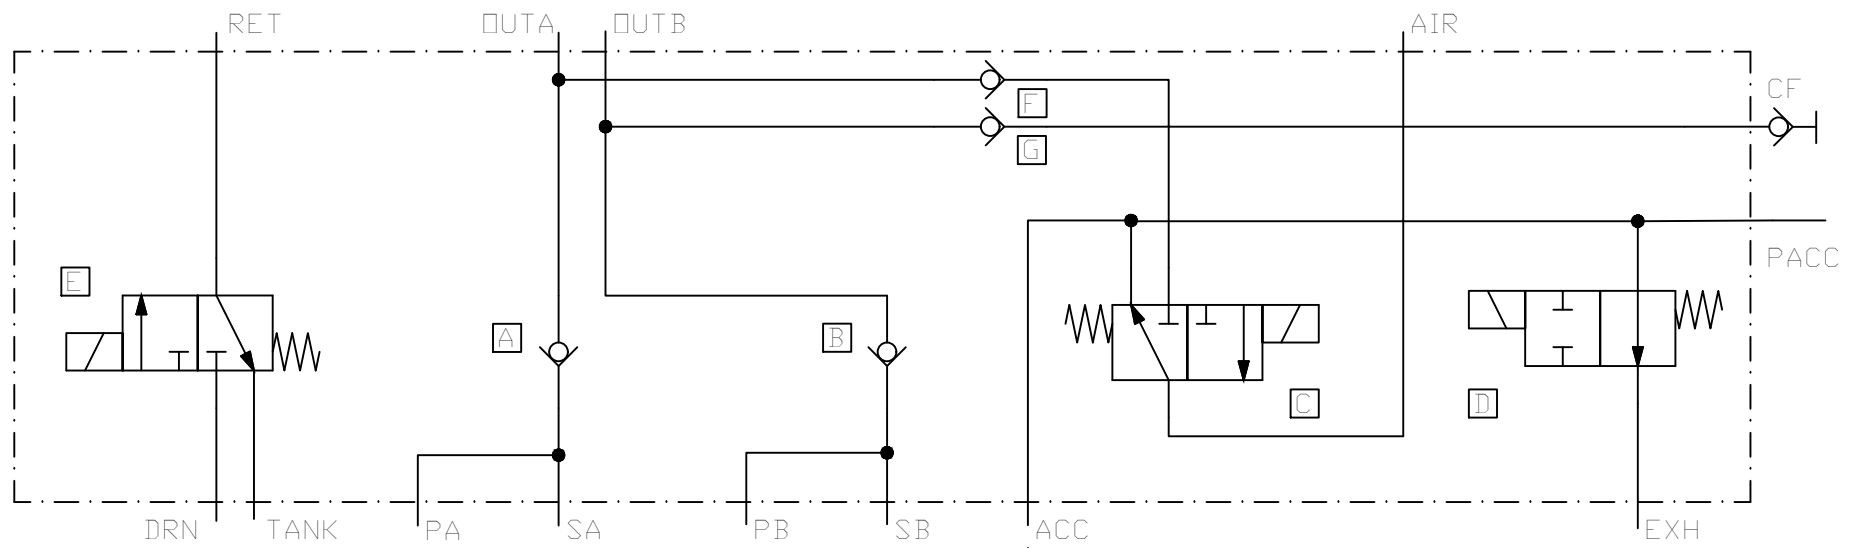 RET
OUTA
OUTB
AIR
CF
F
G
PACC
E
A
B
C
D
DRN
TANK
PA
SA
PB
SB
ACC
EXH